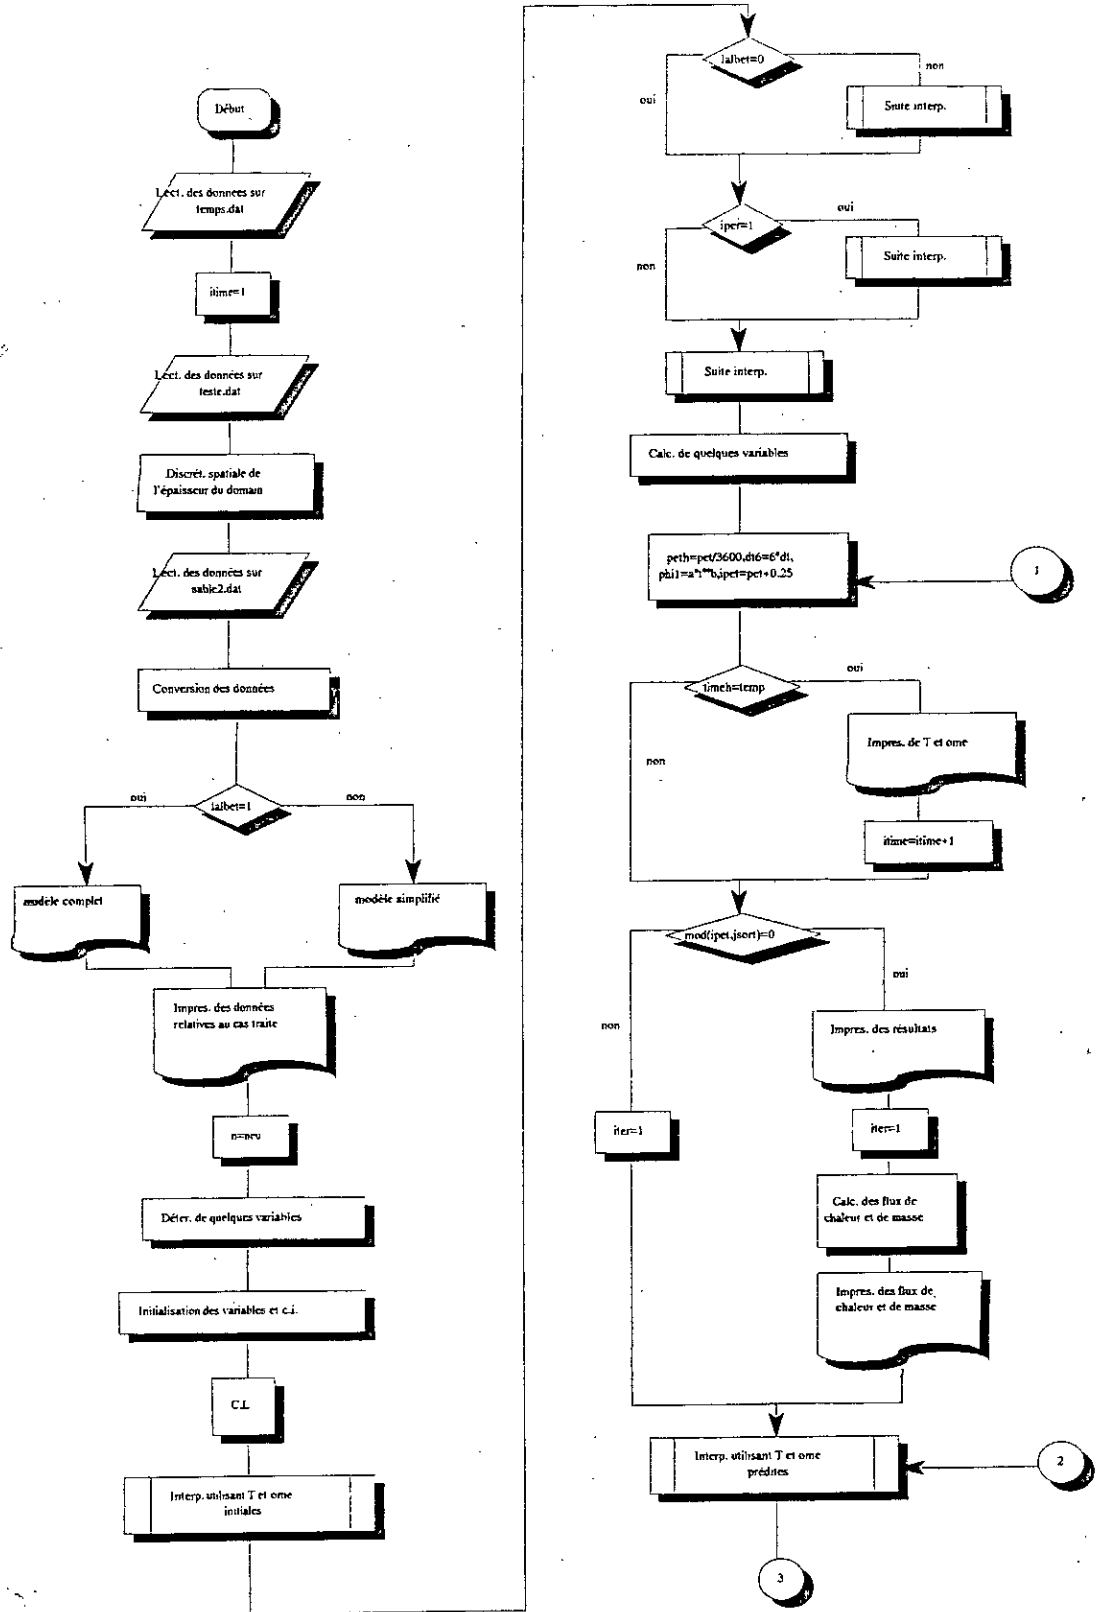 Début
Lect. des données sur
temps.dat
itime=1
Lect. des données sur
teste.dat
Discrét. spatiale de
l'épaisseur du domain
Lect. des données sur
sable2.dat
Conversion des données
ialbet=1
oui
non
modèle complet
modèle simplifié
Impres. des données
relatives au cas traite
n=neu
Déter. de quelques variables
Initialisation des variables et c.i.
C.L
Interp. utilisant T et ome
initiales
ialbet=0
oui
non
Suite interp.
iper=1
oui
non
Suite interp.
Suite interp.
Calc. de quelques variables
peth=pet/3600,dt6=6*dt,
phi1=a*t**b,ipet=pet+0.25
1
timeh=temp
oui
non
Impres. de T et ome
itime=itime+1
mod(ipet,jsort)=0
oui
non
Impres. des résultats
iter=1
iter=1
Calc. des flux de
chaleur et de masse
Impres. des flux de
chaleur et de masse
Interp. utilisant T et ome
prédites
2
3